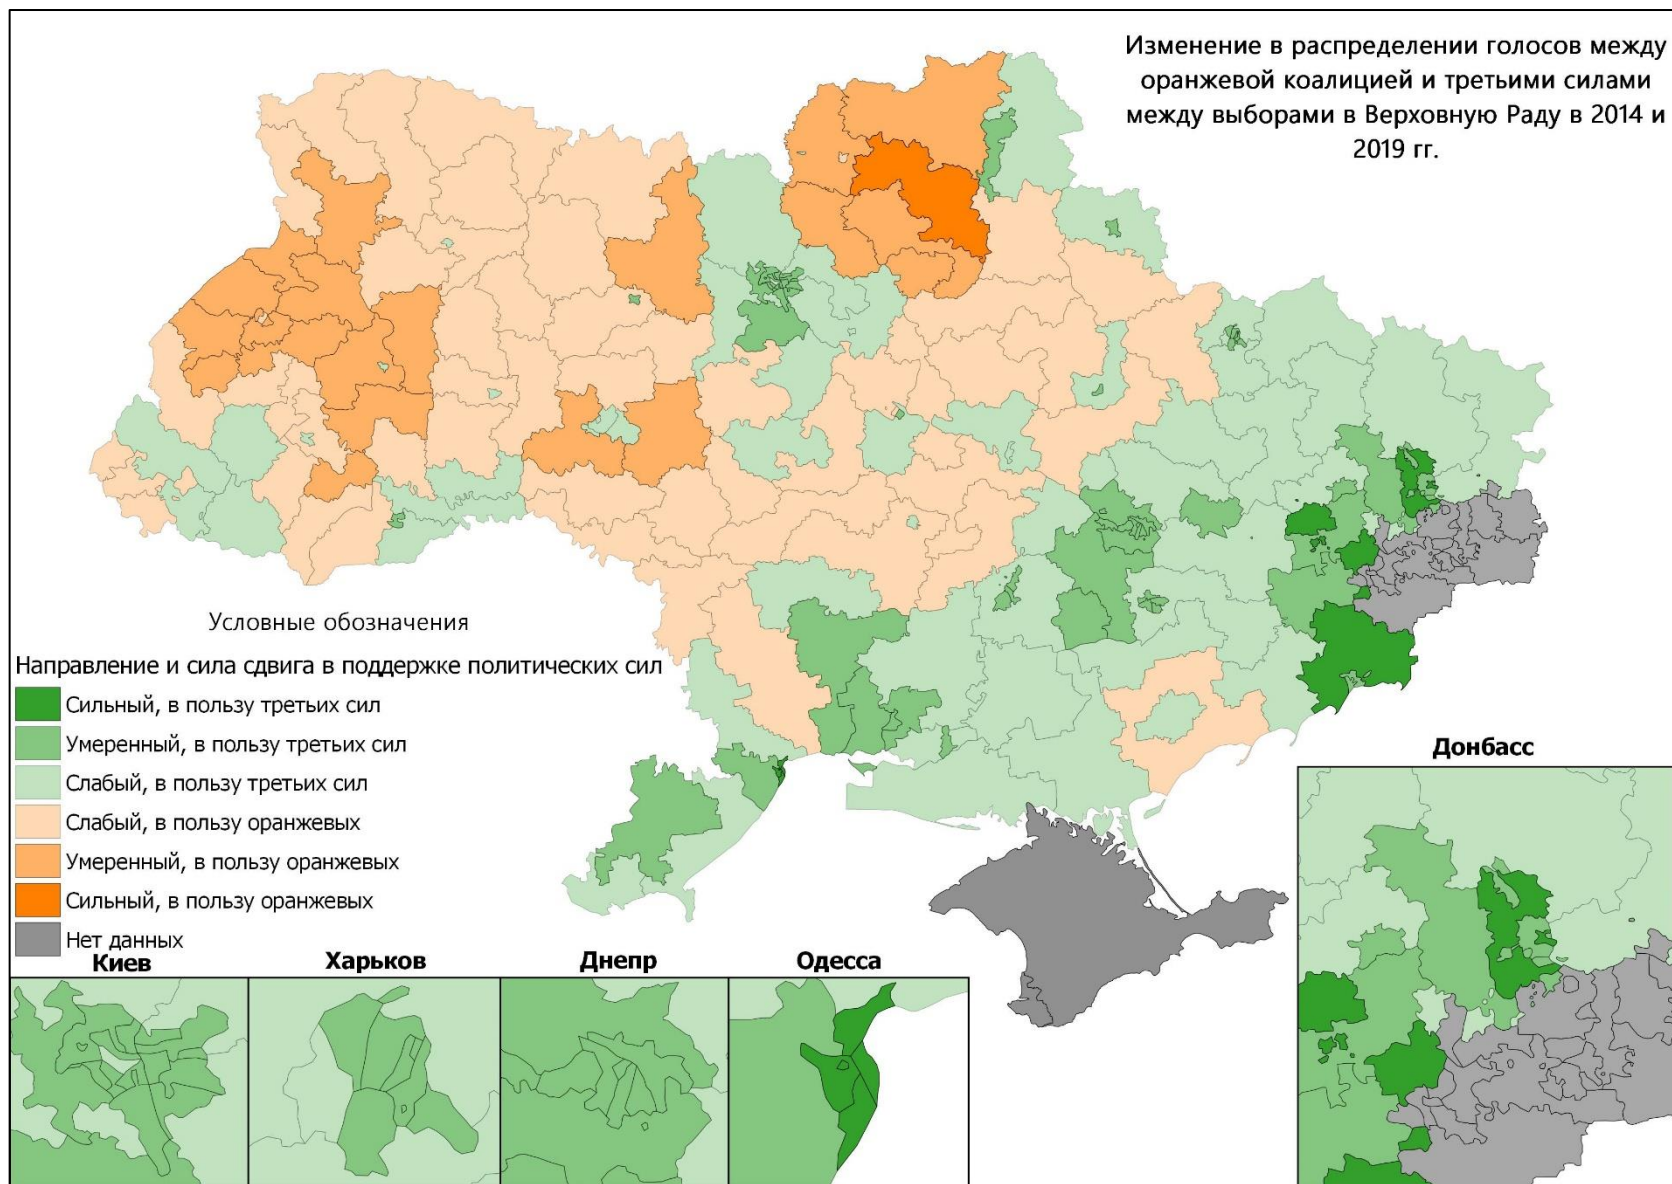 Изменение в распределении голосов между
оранжевой коалицией и третьими силами
между выборами в Верховную Раду в 2014 и
2019 гг.
Условные обозначения
Направление и сила сдвига в поддержке политических сил
Сильный, в пользу третьих сил
Умеренный, в пользу третьих сил
Слабый, в пользу третьих сил
Слабый, в пользу оранжевых
Умеренный, в пользу оранжевых
Сильный, в пользу оранжевых
Нет данных
Донбасс
Киев
Харьков
Днепр
Одесса